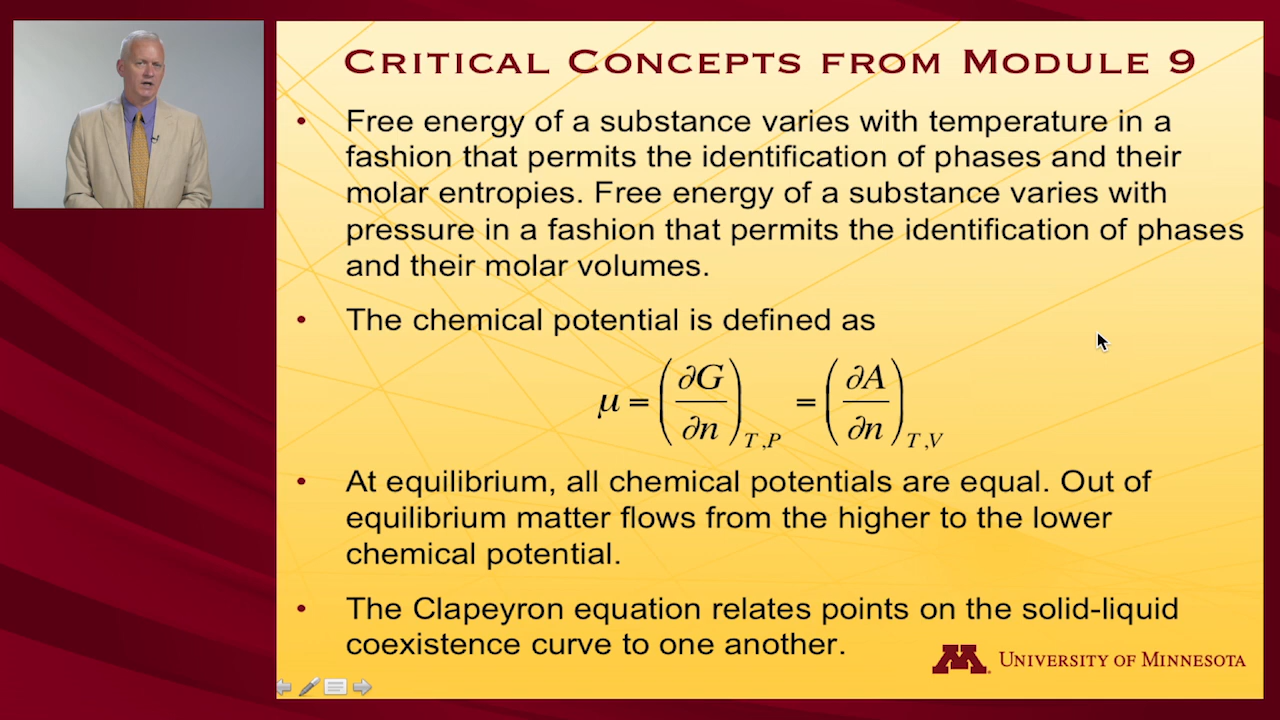 CRITICAL CONCEPTS FROM MODULE 9
• Free energy of a substance varies with temperature in a
fashion that permits the identification of phases and their
molar entropies. Free energy of a substance varies with
pressure in a fashion that permits the identification of phases
and their molar volumes.
• The chemical potential is defined as
μ = (∂G/∂n)_{T,P} = (∂A/∂n)_{T,V}
• At equilibrium, all chemical potentials are equal. Out of
equilibrium matter flows from the higher to the lower
chemical potential.
• The Clapeyron equation relates points on the solid-liquid
coexistence curve to one another.
M
UNIVERSITY OF MINNESOTA